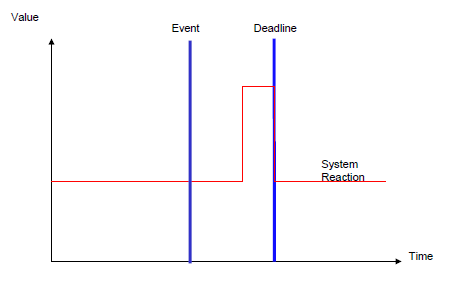 Value
Event
Deadline
System
Reaction
Time